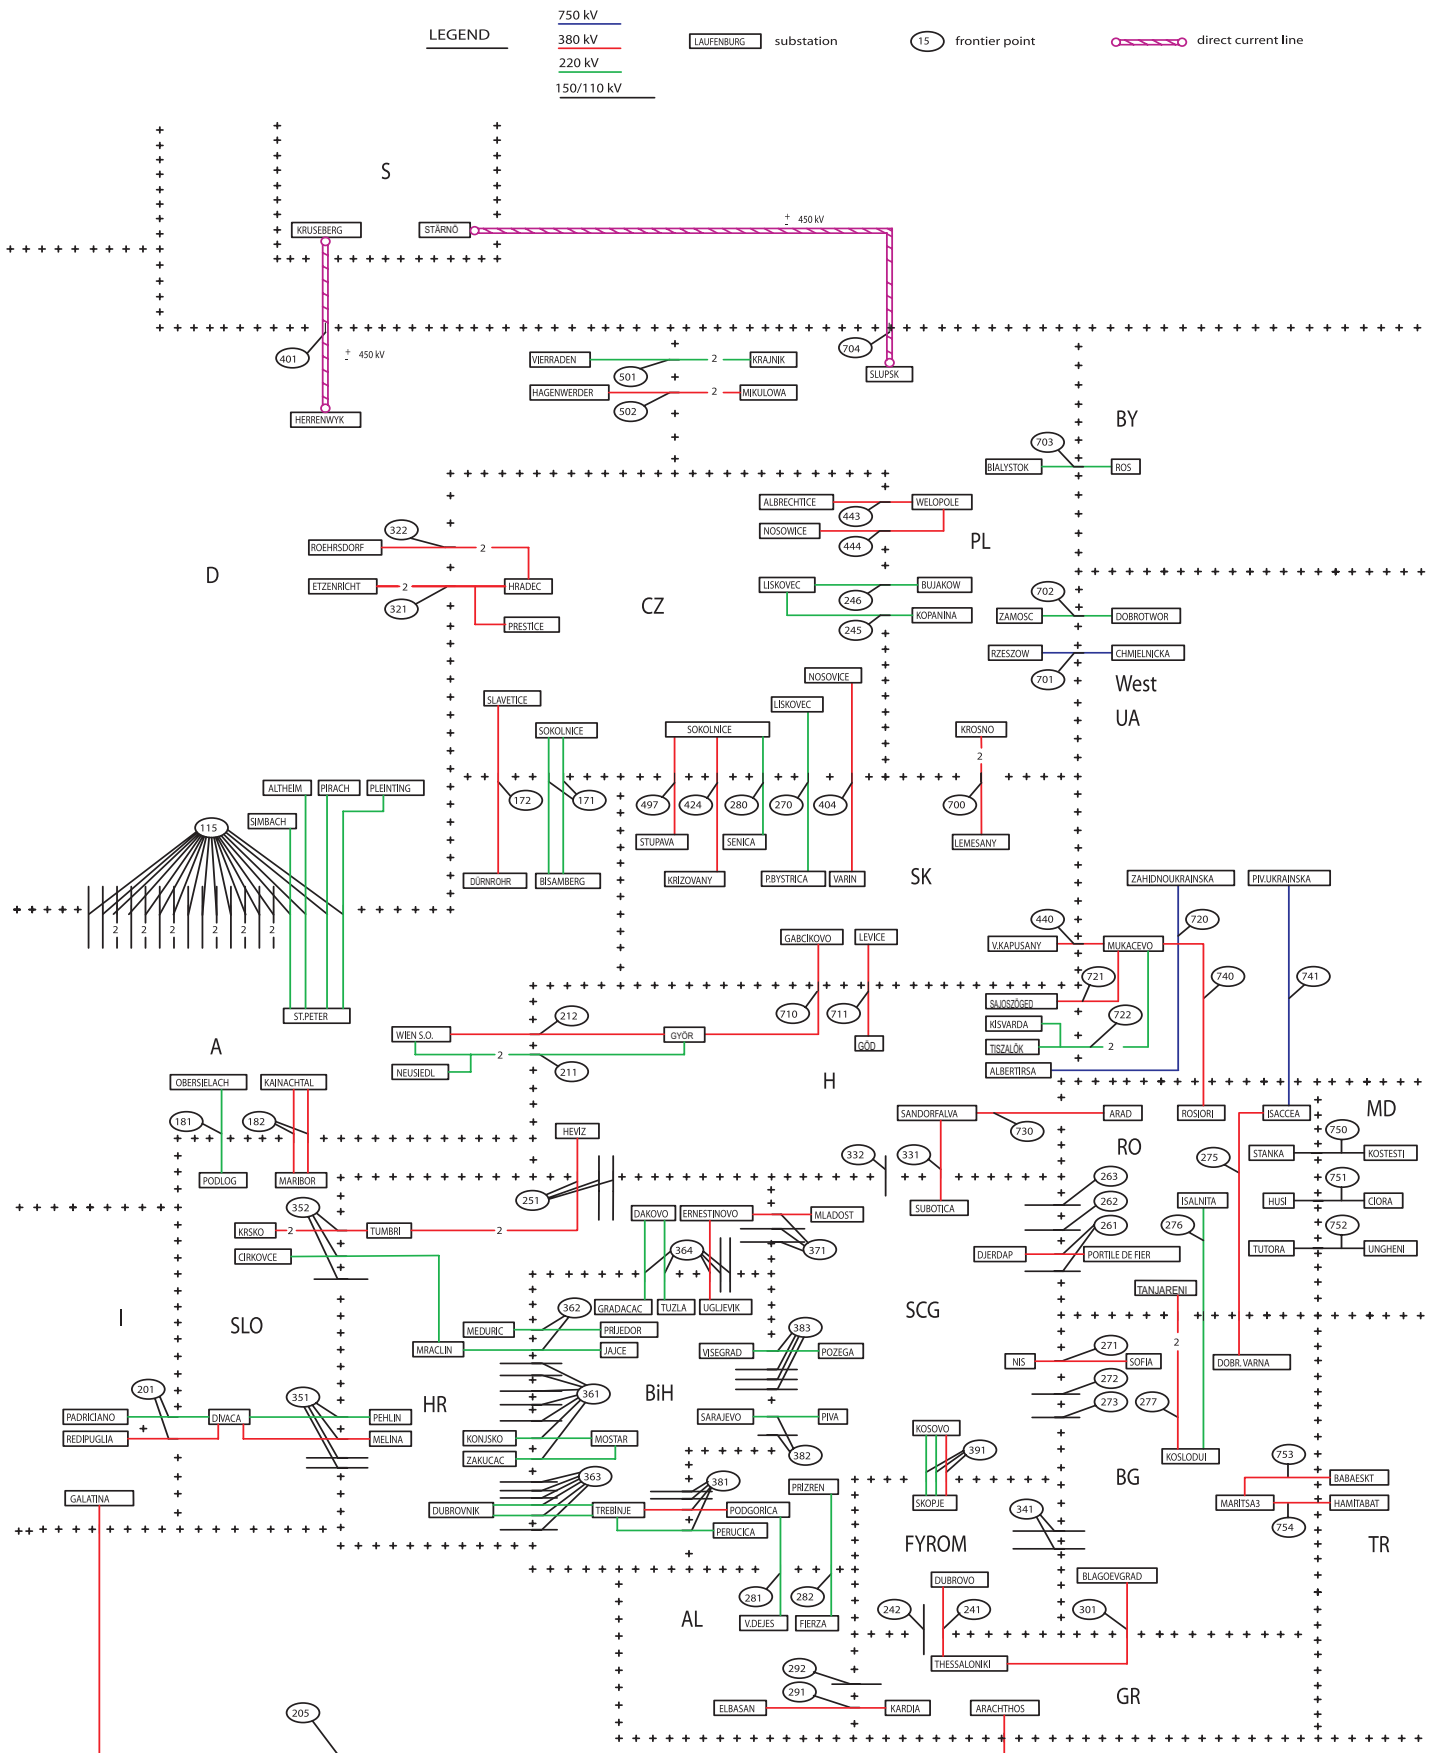 LEGEND
750 kV
380 kV
220 kV
150/110 kV
LAUFENBURG substation
15 frontier point
direct current line
S
KRUSEBERG
STÄRNÖ
+ - 450 kV
401
+ - 450 kV
HERRENWYK
VIERRADEN 2 KRAJNIK
501
HAGENWERDER 2 MIKULOWA
502
704
SLUPSK
BY
703
BIALYSTOK ROS
ALBRECHTICE WELOPOLE
443
NOSOWICE
444
PL
322
ROEHRSDORF 2
D
ETZENRICHT 2 HRADEC
321
PRESTICE
CZ
LISKOVEC BUJAKOW
246
KOPANINA
245
702
ZAMOSC DOBROTWOR
RZESZOW CHMIELNICKA
701
West
UA
NOSOVICE
SLAVETICE
LISKOVEC
SOKOLNICE
SOKOLNICE
KROSNO
2
ALTHEIM PIRACH PLEINTING
172
171
497
424
280
270
404
700
SIMBACH
115
STUPAVA SENICA LEMESANY
DÜRNROHR BISAMBERG KRIZOVANY P.BYSTRICA VARIN
SK
ZAHIDNOUKRAINSKA PIV.UKRAINSKA
2 2 2 2 2 2
440
720
GABCIKOVO LEVICE
V.KAPUSANY MUKACEVO
721
740
741
ST.PETER
212
710
711
SAJOSZÖGED
KISVARDA
722
WIEN S.O. GYÖR GÖD
TISZALÖK 2
A
2
NEUSIEDL
211
ALBERTIRSA
H
OBERSIELACH KAINACHTAL
181
182
SANDORFALVA ARAD ROSIORI ISACCEA
MD
730
HEVIZ
750
RO
332
331
275
STANKA KOSTESTI
PODLOG MARIBOR
263
751
251
352
262
ISALNITA HUSI CIORA
DAKOVO ERNESTINOVO MLADOST
SUBOTICA
276
261
752
KRSKO 2 TUMBRI 2
364
371
CIRKOVCE
DJERDAP PORTILE DE FIER
TUTORA UNGHENI
TANJARENI
GRADACAC TUZLA UGLJEVIK
362
I
SLO
SCG
MEDURIC PRIJEDOR
383
2
271
MRACLIN JAJCE
VISEGRAD POZEGA
NIS SOFIA
DOBR.VARNA
201
351
361
BiH
272
HR
273
277
PADRICIANO DIVACA PEHLIN
SARAJEVO PIVA
KOSOVO
REDIPUGLIA MELINA
KONJSKO MOSTAR
382
391
ZAKUCAC
KOSLODUI
753
363
381
BG
BABAESKT
GALATINA
PRIZREN
SKOPJE
MARITSA3 HAMITABAT
DUBROVNIK TREBINJE PODGORICA
341
754
PERUCICA
FYROM
TR
DUBROVO
BLAGOEVGRAD
281
282
AL
242
241
301
V.DEJES FIERZA
THESSALONIKI
292
291
GR
205
ELBASAN KARDIA ARACHTHOS